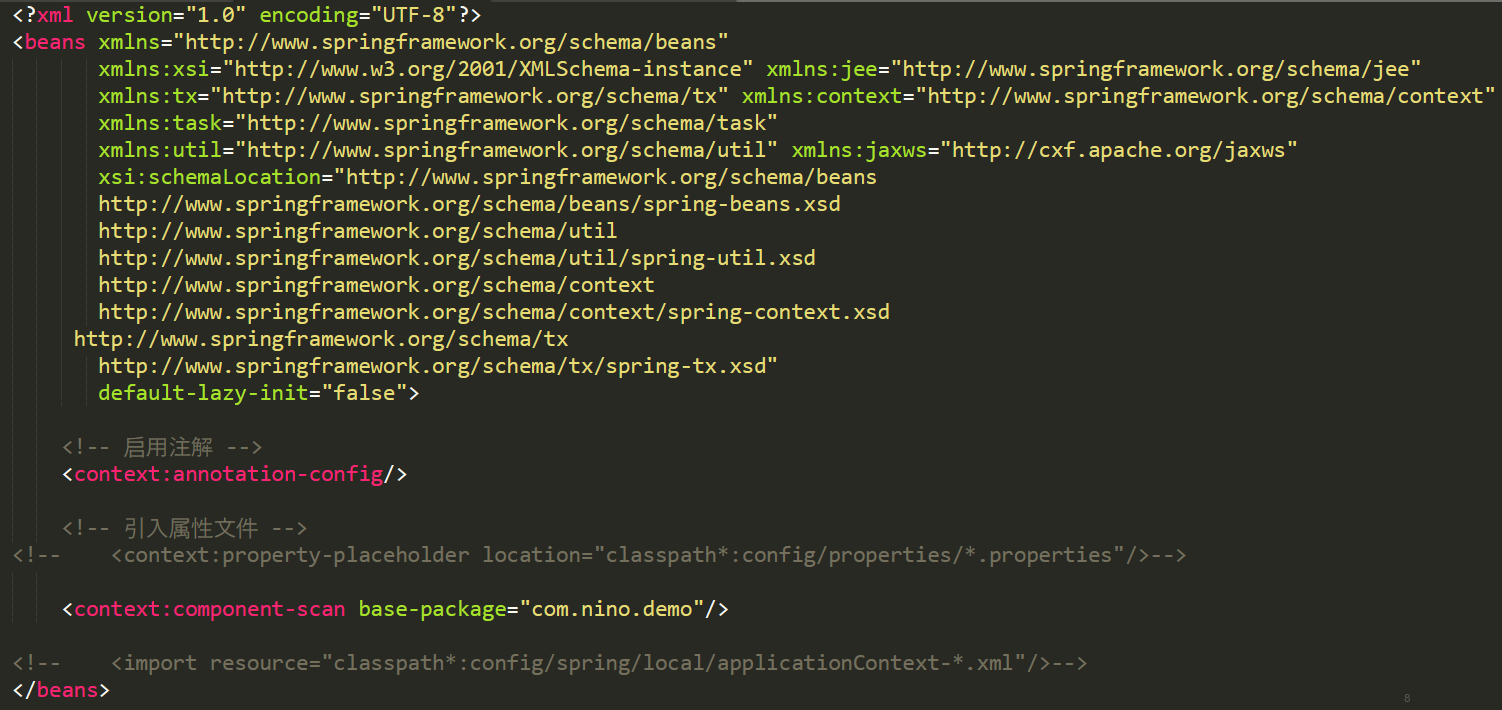 <?xml version="1.0" encoding="UTF-8"?>
<beans xmlns="http://www.springframework.org/schema/beans"
xmlns:xsi="http://www.w3.org/2001/XMLSchema-instance" xmlns:jee="http://www.springframework.org/schema/jee"
xmlns:tx="http://www.springframework.org/schema/tx" xmlns:context="http://www.springframework.org/schema/context"
xmlns:task="http://www.springframework.org/schema/task"
xmlns:util="http://www.springframework.org/schema/util" xmlns:jaxws="http://cxf.apache.org/jaxws"
xsi:schemaLocation="http://www.springframework.org/schema/beans
http://www.springframework.org/schema/beans/spring-beans.xsd
http://www.springframework.org/schema/util
http://www.springframework.org/schema/util/spring-util.xsd
http://www.springframework.org/schema/context
http://www.springframework.org/schema/context/spring-context.xsd
http://www.springframework.org/schema/tx
http://www.springframework.org/schema/tx/spring-tx.xsd"
default-lazy-init="false">
<!-- 启用注解 -->
<context:annotation-config/>
<!-- 引入属性文件 -->
<!--    <context:property-placeholder location="classpath*:config/properties/*.properties"/>-->
<context:component-scan base-package="com.nino.demo"/>
<!--    <import resource="classpath*:config/spring/local/applicationContext-*.xml"/>-->
</beans>
8